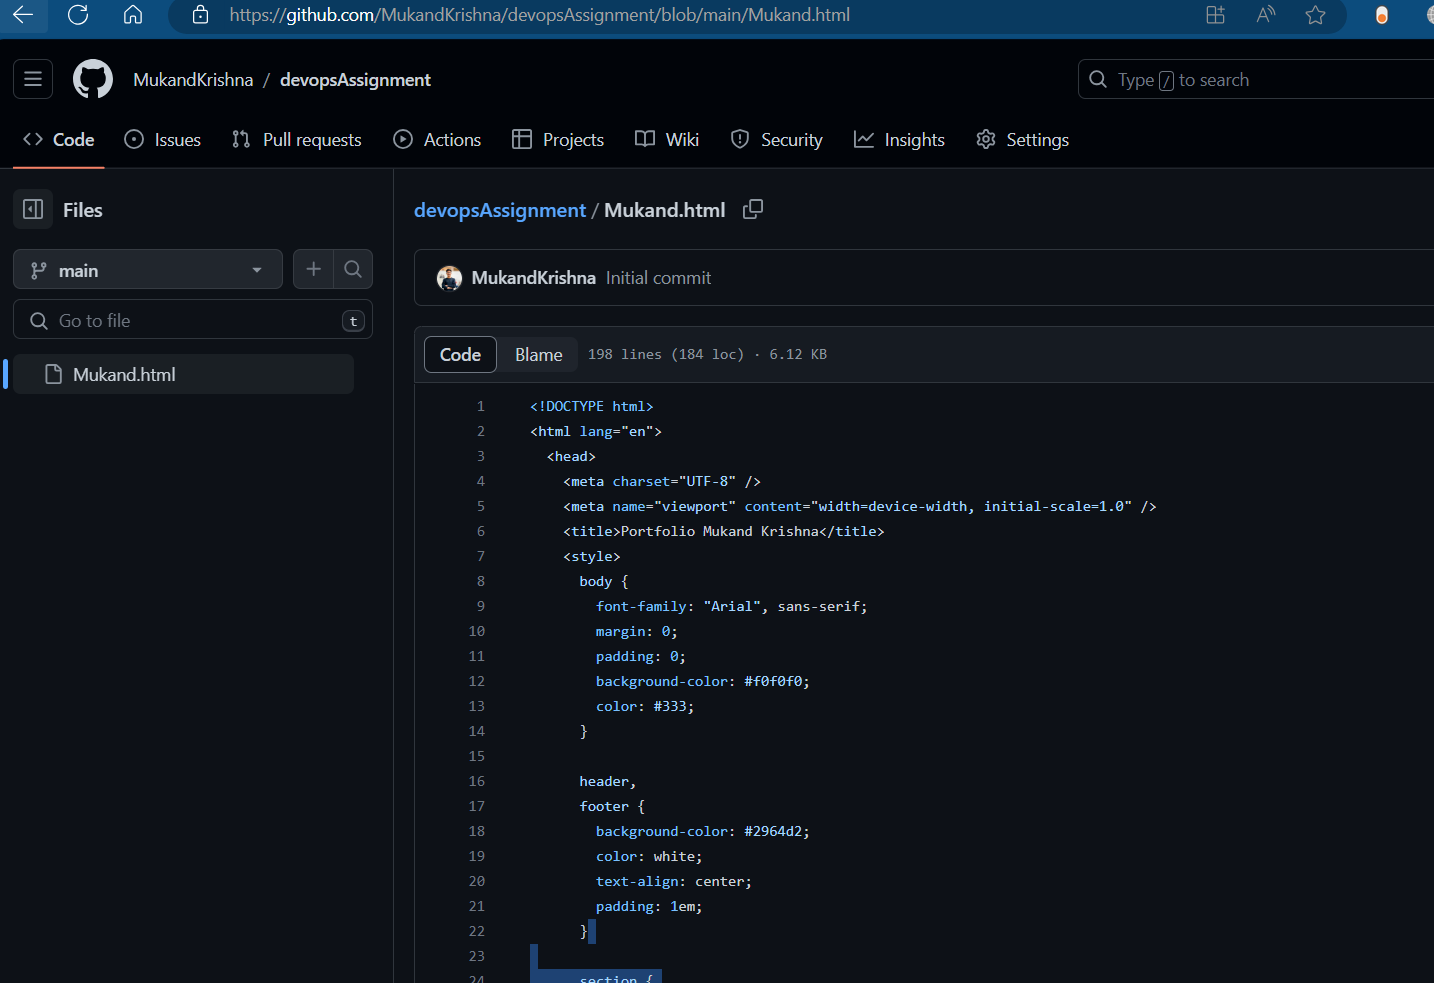 https://github.com/MukandKrishna/devopsAssignment/blob/main/Mukand.html
MukandKrishna / devopsAssignment
Type / to search
Code Issues Pull requests Actions Projects Wiki Security Insights Settings
Files
main
Go to file t
Mukand.html
devopsAssignment / Mukand.html
MukandKrishna Initial commit
Code Blame 198 lines (184 loc) · 6.12 KB
1 <!DOCTYPE html>
2 <html lang="en">
3 <head>
4 <meta charset="UTF-8" />
5 <meta name="viewport" content="width=device-width, initial-scale=1.0" />
6 <title>Portfolio Mukand Krishna</title>
7 <style>
8 body {
9 font-family: "Arial", sans-serif;
10 margin: 0;
11 padding: 0;
12 background-color: #f0f0f0;
13 color: #333;
14 }
15
16 header,
17 footer {
18 background-color: #2964d2;
19 color: white;
20 text-align: center;
21 padding: 1em;
22 }
23
24 section {